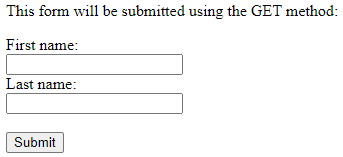 This form will be submitted using the GET method:
First name:
Last name:
Submit